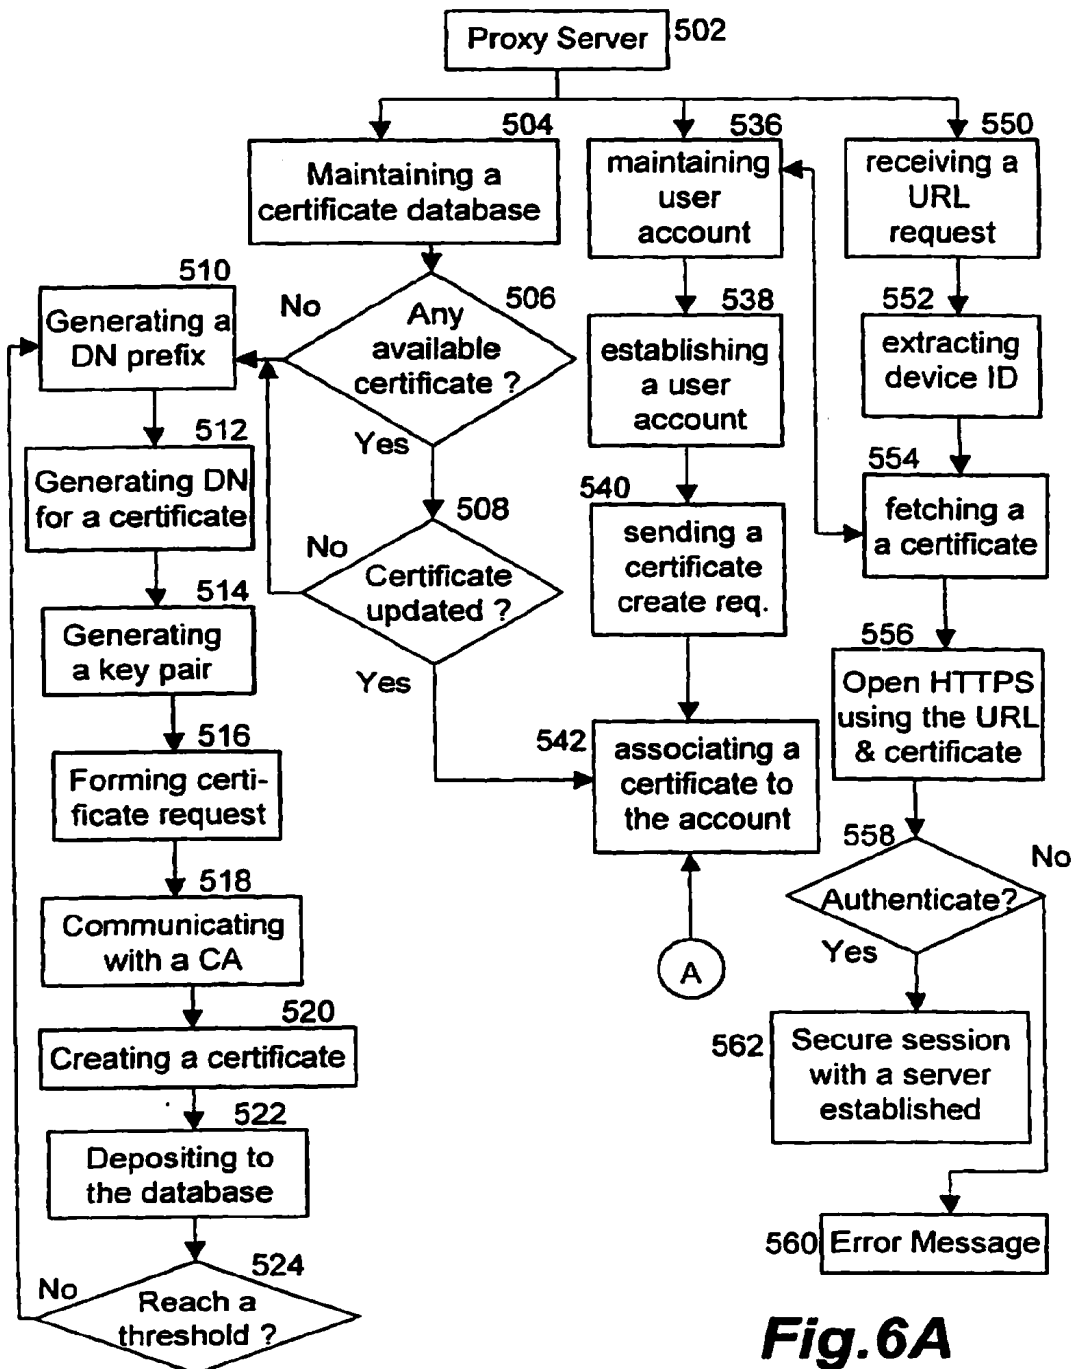 Proxy Server
502
504
Maintaining a
certificate database
536
maintaining
user
account
550
receiving a
URL
request
510
Generating a
DN prefix
No
506
Any
available
certificate ?
Yes
538
establishing
a user
account
552
extracting
device ID
512
Generating DN
for a certificate
508
No
Certificate
updated ?
Yes
540
sending a
certificate
create req.
554
fetching a
a certificate
514
Generating
a key pair
556
Open HTTPS
using the URL
& certificate
516
Forming certi-
ficate request
542
associating a
certificate to
the account
558
Authenticate?
No
Yes
518
Communicating
with a CA
A
520
Creating a certificate
562
Secure session
with a server
established
522
Depositing to
the database
560
Error Message
524
No
Reach a
threshold ?
Fig.6A